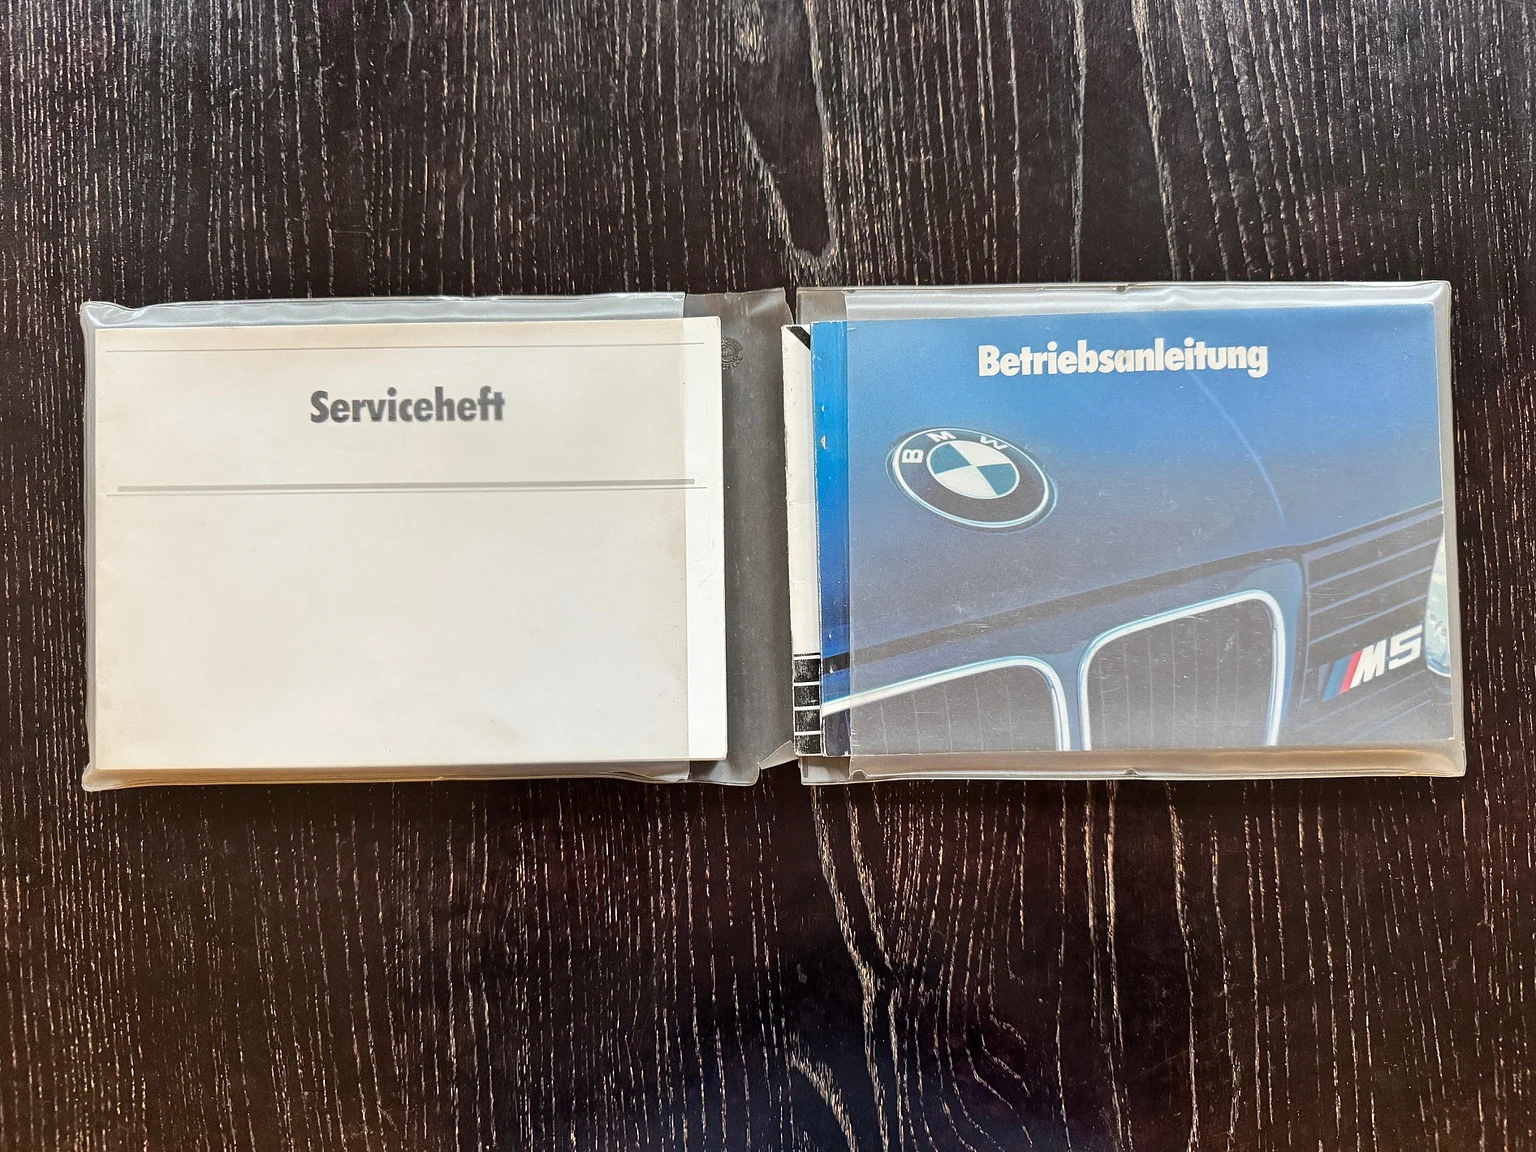 Serviceheft
Betriebsanleitung
BMW
M5